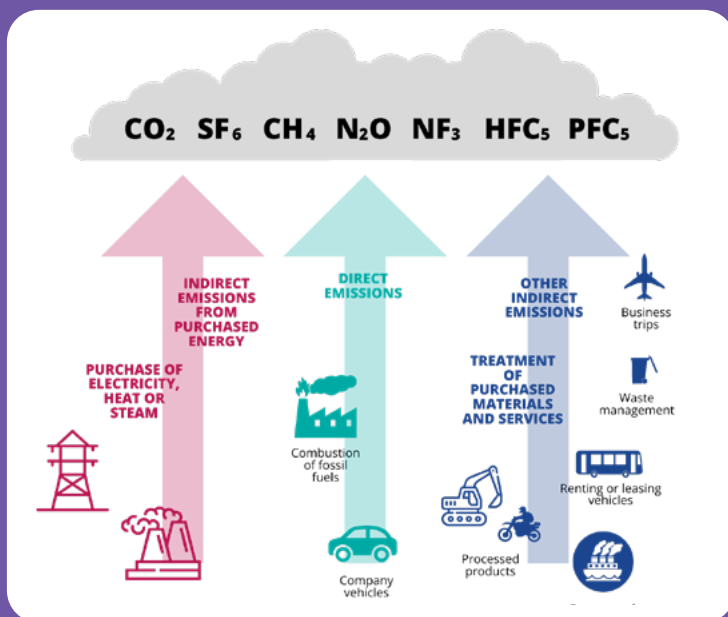 CO₂ SF₆ CH₄ N₂O NF₃ HFC₅ PFC₅
INDIRECT
EMISSIONS
FROM
PURCHASED
ENERGY
PURCHASE OF
ELECTRICITY,
HEAT OR
STEAM
DIRECT
EMISSIONS
Combustion
of fossil
fuels
Company
vehicles
OTHER
INDIRECT
EMISSIONS
TREATMENT
OF
PURCHASED
MATERIALS
AND SERVICES
Processed
products
Business
trips
Waste
management
Renting or leasing
vehicles